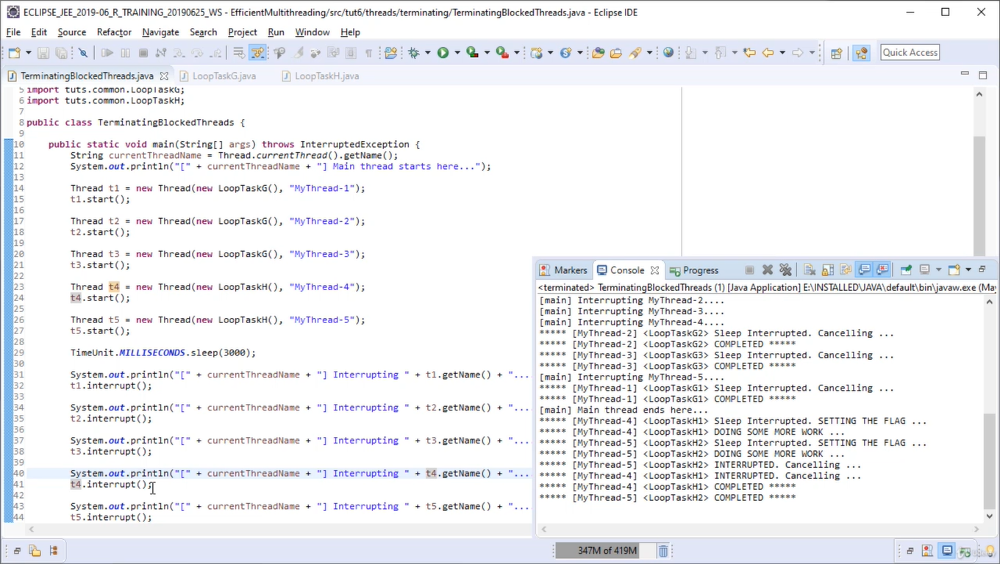 ECLIPSE_JEE_2019-06_R_TRAINING_20190625_WS - EfficientMultithreading/src/tut6/threads/terminating/TerminatingBlockedThreads.java - Eclipse IDE
File Edit Source Refactor Navigate Search Project Run Window Help
Quick Access
TerminatingBlockedThreads.java LoopTaskG.java LoopTaskH.java
5 import tuts.common.LoopTaskG;
6 import tuts.common.LoopTaskH;
7
8 public class TerminatingBlockedThreads {
9
10 public static void main(String[] args) throws InterruptedException {
11 String currentThreadName = Thread.currentThread().getName();
12 System.out.println("[" + currentThreadName + "] Main thread starts here...");
13
14 Thread t1 = new Thread(new LoopTaskG(), "MyThread-1");
15 t1.start();
16
17 Thread t2 = new Thread(new LoopTaskG(), "MyThread-2");
18 t2.start();
19
20 Thread t3 = new Thread(new LoopTaskG(), "MyThread-3");
21 t3.start();
22
23 Thread t4 = new Thread(new LoopTaskH(), "MyThread-4");
24 t4.start();
25
26 Thread t5 = new Thread(new LoopTaskH(), "MyThread-5");
27 t5.start();
28
29 TimeUnit.MILLISECONDS.sleep(3000);
30
31 System.out.println("[" + currentThreadName + "] Interrupting " + t1.getName() + "....
32 t1.interrupt();
33
34 System.out.println("[" + currentThreadName + "] Interrupting " + t2.getName() + "....
35 t2.interrupt();
36
37 System.out.println("[" + currentThreadName + "] Interrupting " + t3.getName() + "....
38 t3.interrupt();
39
40 System.out.println("[" + currentThreadName + "] Interrupting " + t4.getName() + "....
41 t4.interrupt();
42
43 System.out.println("[" + currentThreadName + "] Interrupting " + t5.getName() + "....
44 t5.interrupt();
Markers Console Progress
<terminated> TerminatingBlockedThreads (1) [Java Application] E:\INSTALLED\JAVA\default\bin\javaw.exe (Ma
[main] Interrupting MyThread-2....
[main] Interrupting MyThread-3....
[main] Interrupting MyThread-4....
***** [MyThread-2] <LoopTaskG2> Sleep Interrupted. Cancelling ...
***** [MyThread-2] <LoopTaskG2> COMPLETED *****
***** [MyThread-3] <LoopTaskG3> Sleep Interrupted. Cancelling ...
***** [MyThread-3] <LoopTaskG3> COMPLETED *****
[main] Interrupting MyThread-5....
***** [MyThread-1] <LoopTaskG1> Sleep Interrupted. Cancelling ...
***** [MyThread-1] <LoopTaskG1> COMPLETED *****
[main] Main thread ends here...
***** [MyThread-4] <LoopTaskH1> Sleep Interrupted. SETTING THE FLAG ...
***** [MyThread-4] <LoopTaskH1> DOING SOME MORE WORK ...
***** [MyThread-5] <LoopTaskH2> Sleep Interrupted. SETTING THE FLAG ...
***** [MyThread-5] <LoopTaskH2> DOING SOME MORE WORK ...
***** [MyThread-5] <LoopTaskH2> INTERRUPTED. Cancelling ...
***** [MyThread-4] <LoopTaskH1> INTERRUPTED. Cancelling ...
***** [MyThread-4] <LoopTaskH1> COMPLETED *****
***** [MyThread-5] <LoopTaskH2> COMPLETED *****
347M of 419M